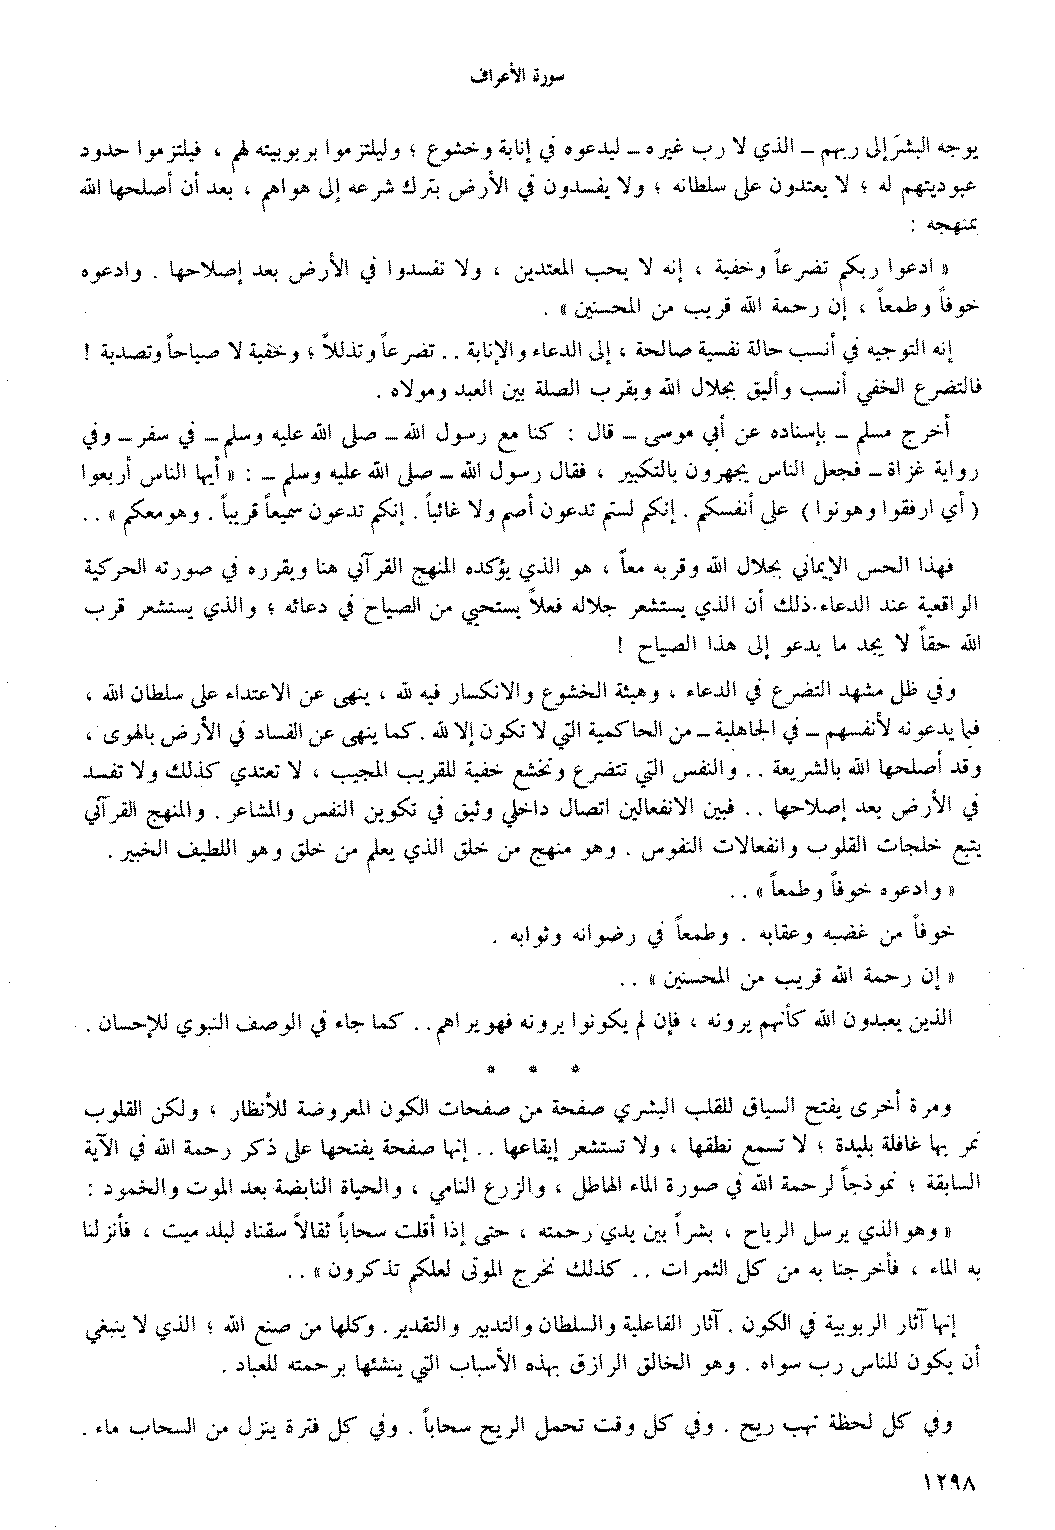 سورة الأعراف
يوجه البشر إلى ربهم – الذي لا رب غيره – ليدعوه في إنابة وخشوع ؛ وليلتزموا بربوبيته لهم ، فيلتزموا حدود
عبوديتهم له ؛ لا يعتدون على سلطانه ؛ ولا يفسدون في الأرض بترك شرعه إلى هواهم ، بعد أن أصلحها الله
بمنهجه :
« ادعوا ربكم تضرعاً وخفية ، إنه لا يحب المعتدين ، ولا تفسدوا في الأرض بعد إصلاحها . وادعوه
خوفاً وطمعاً ، إن رحمة الله قريب من المحسنين » .
إنه التوجيه في أنسب حالة نفسية صالحة ، إلى الدعاء والإنابة .. تضرعاً وتذللاً ؛ وخفية لا صياحاً وتصدية !
فالتضرع الخفي أنسب وأليق بجلال الله وبقرب الصلة بين العبد ومولاه .
أخرج مسلم – بإسناده عن أبي موسى – قال : كنا مع رسول الله – صلى الله عليه وسلم – في سفر – وفي
رواية غزاة – فجعل الناس يجهرون بالتكبير ، فقال رسول الله – صلى الله عليه وسلم – : « أيها الناس أربعوا
( أي ارفقوا وهونوا ) على أنفسكم . إنكم لستم تدعون أصم ولا غائباً . إنكم تدعون سميعاً قريباً . وهو معكم » ..
فهذا الحس الإيماني بجلال الله وقربه معاً ، هو الذي يؤكده المنهج القرآني هنا ويقرره في صورته الحركية
الواقعية عند الدعاء. ذلك أن الذي يستشعر جلاله فعلاً يستحيي من الصياح في دعائه ؛ والذي يستشعر قرب
الله حقاً لا يجد ما يدعو إلى هذا الصياح !
وفي ظل مشهد التضرع في الدعاء ، وهيئة الخشوع والانكسار فيه لله ، ينهى عن الاعتداء على سلطان الله ،
فيما يدعونه لأنفسهم – في الجاهلية – من الحاكمية التي لا تكون إلا لله . كما ينهى عن الفساد في الأرض بالهوى ،
وقد أصلحها الله بالشريعة .. والنفس التي تتضرع وتخشع خفية للقريب المجيب ، لا تعتدي كذلك ولا تفسد
في الأرض بعد إصلاحها .. فبين الانفعالين اتصال داخلي وثيق في تكوين النفس والمشاعر . والمنهج القرآني
يتبع خلجات القلوب وانفعالات النفوس . وهو منهج من خلق الذي يعلم من خلق وهو اللطيف الخبير .
« وادعوه خوفاً وطمعاً » ..
خوفاً من غضبه وعقابه . وطمعاً في رضوانه وثوابه .
« إن رحمة الله قريب من المحسنين » ..
الذين يعبدون الله كأنهم يرونه ، فإن لم يكونوا يرونه فهو يراهم .. كما جاء في الوصف النبوي للإحسان .
* * *
ومرة أخرى يفتح السياق للقلب البشري صفحة من صفحات الكون المعروضة للأنظار ؛ ولكن القلوب
تمر بها غافلة بليدة ؛ لا تسمع نطقها ، ولا تستشعر إيقاعها .. إنها صفحة يفتحها على ذكر رحمة الله في الآية
السابقة ؛ نموذجاً لرحمة الله في صورة الماء الهاطل ، والزرع النامي ، والحياة النابضة بعد الموت والخمود :
« وهو الذي يرسل الرياح ، بشراً بين يدي رحمته ، حتى إذا أقلت سحاباً ثقالاً سقناه لبلد ميت ، فأنزلنا
به الماء ، فأخرجنا به من كل الثمرات .. كذلك نخرج الموتى لعلكم تذكرون » ..
إنها آثار الربوبية في الكون . آثار الفاعلية والسلطان والتدبير والتقدير . وكلها من صنع الله ؛ الذي لا ينبغي
أن يكون للناس رب سواه . وهو الخالق الرازق بهذه الأسباب التي ينشئها برحمته للعباد .
وفي كل لحظة تهب ريح . وفي كل وقت تحمل الريح سحاباً . وفي كل فترة ينزل من السحاب ماء .
١٢٩٨